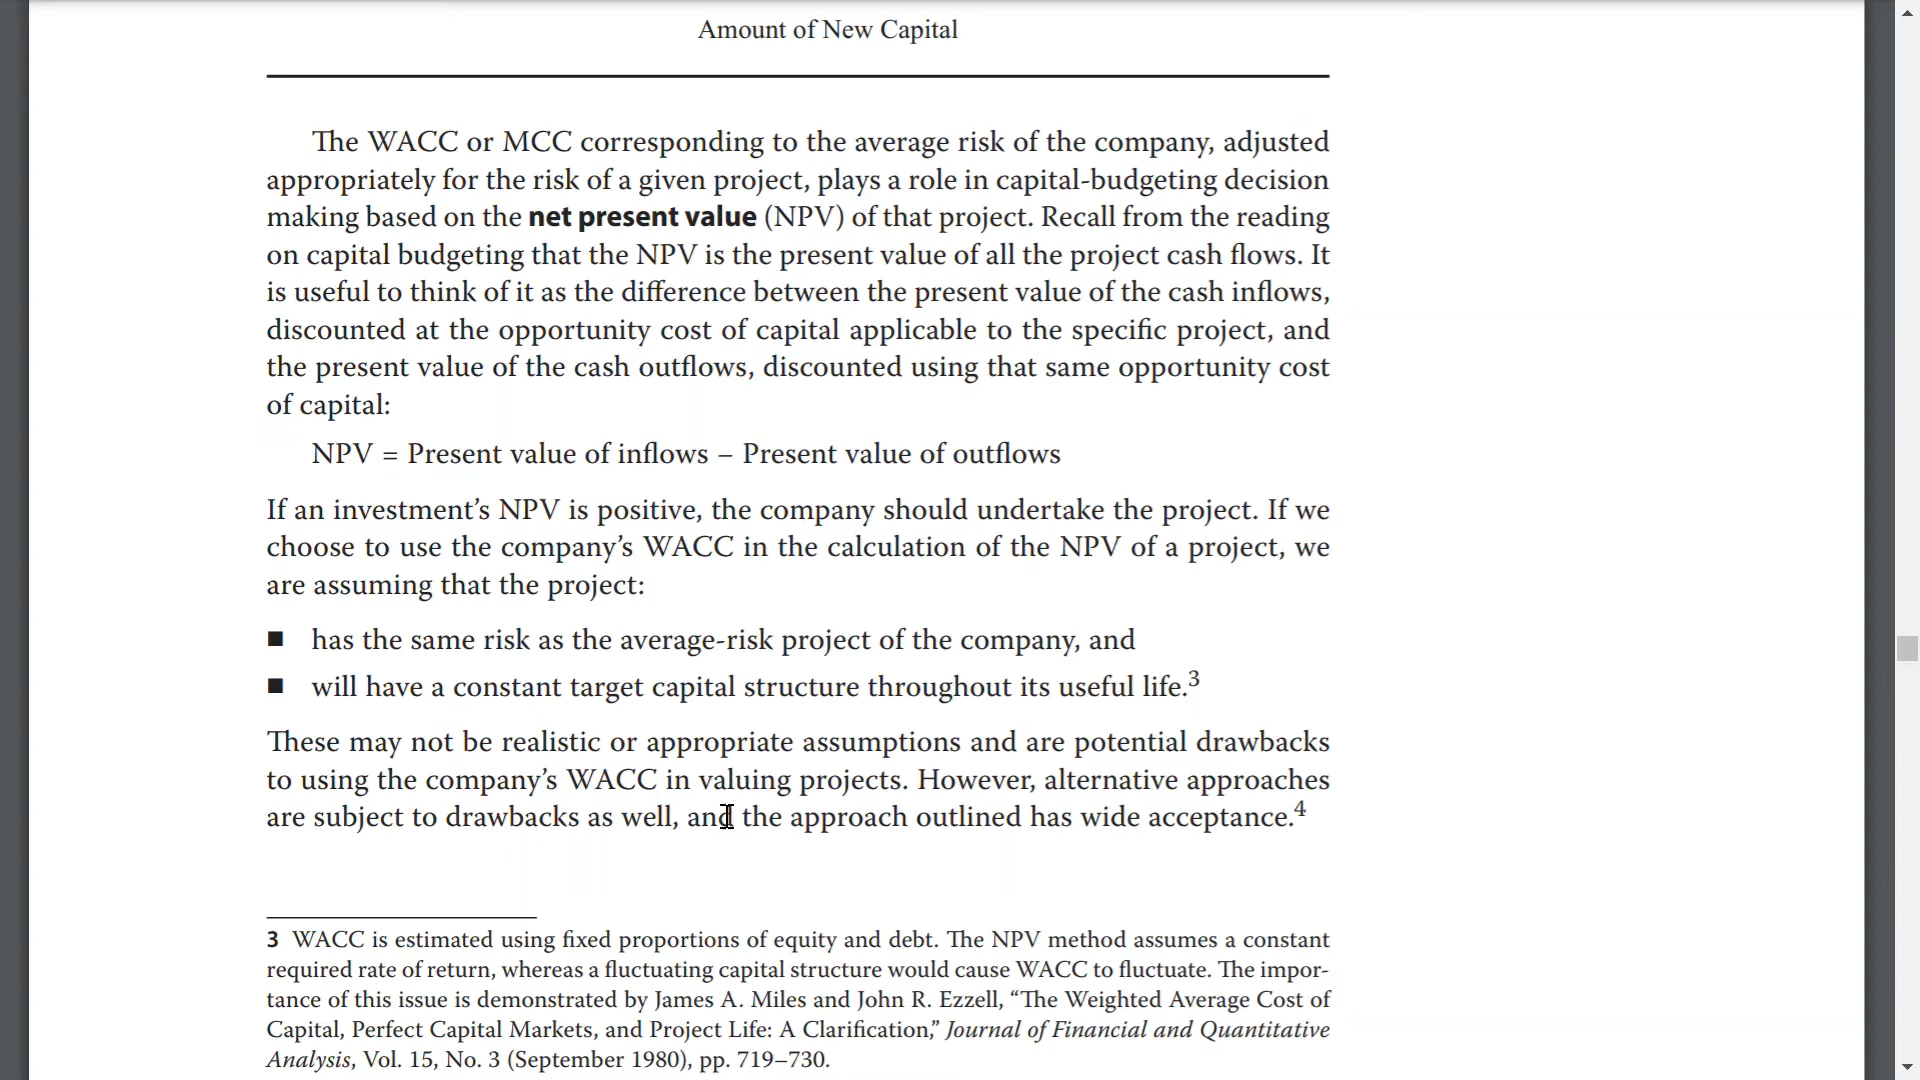 Amount of New Capital
The WACC or MCC corresponding to the average risk of the company, adjusted
appropriately for the risk of a given project, plays a role in capital-budgeting decision
making based on the net present value (NPV) of that project. Recall from the reading
on capital budgeting that the NPV is the present value of all the project cash flows. It
is useful to think of it as the difference between the present value of the cash inflows,
discounted at the opportunity cost of capital applicable to the specific project, and
the present value of the cash outflows, discounted using that same opportunity cost
of capital:
NPV = Present value of inflows – Present value of outflows
If an investment’s NPV is positive, the company should undertake the project. If we
choose to use the company’s WACC in the calculation of the NPV of a project, we
are assuming that the project:
■ has the same risk as the average-risk project of the company, and
■ will have a constant target capital structure throughout its useful life.3
These may not be realistic or appropriate assumptions and are potential drawbacks
to using the company’s WACC in valuing projects. However, alternative approaches
are subject to drawbacks as well, and the approach outlined has wide acceptance.4
3 WACC is estimated using fixed proportions of equity and debt. The NPV method assumes a constant
required rate of return, whereas a fluctuating capital structure would cause WACC to fluctuate. The impor-
tance of this issue is demonstrated by James A. Miles and John R. Ezzell, “The Weighted Average Cost of
Capital, Perfect Capital Markets, and Project Life: A Clarification,” Journal of Financial and Quantitative
Analysis, Vol. 15, No. 3 (September 1980), pp. 719–730.